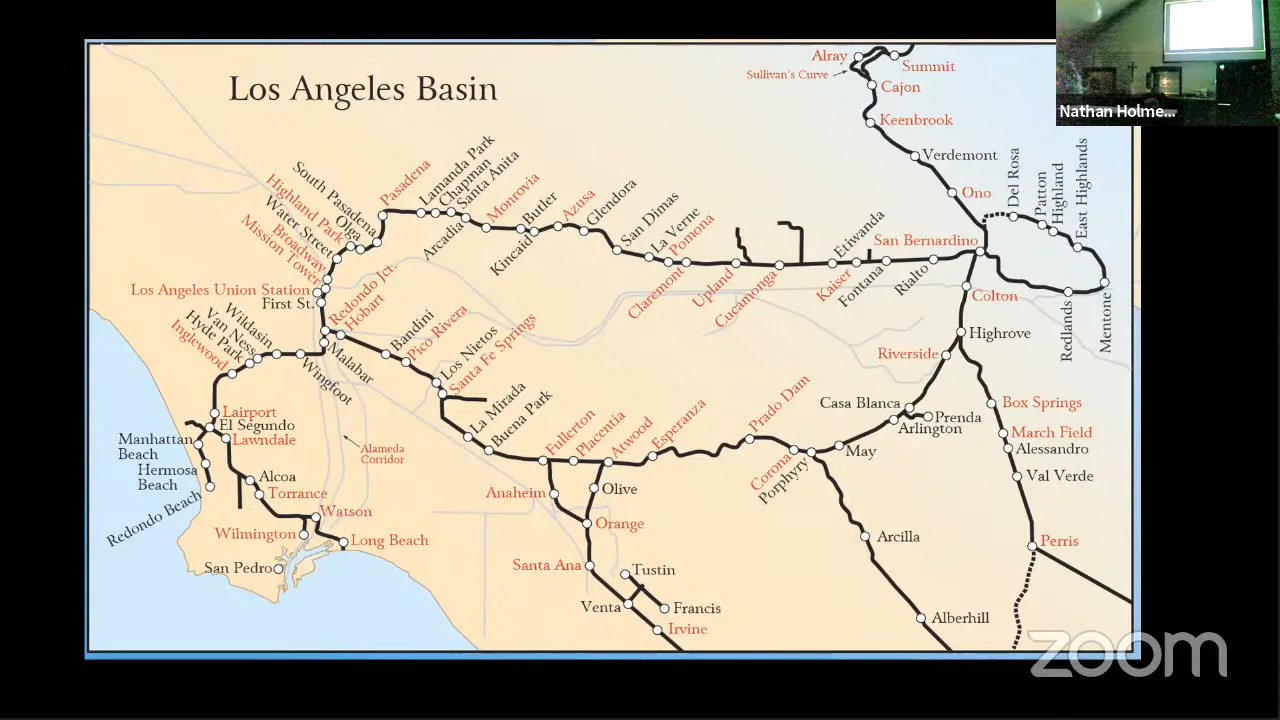 Los Angeles Basin
Nathan Holme...
Alray
Summit
Sullivan's Curve
Cajon
Keenbrook
Verdemont
Ono
Del Rosa
Patton
Highland
East Highlands
San Bernardino
Mentone
Redlands
Colton
Rialto
Fontana
Kaiser
Etiwanda
Cucamonga
Upland
Claremont
Pomona
La Verne
San Dimas
Glendora
Azusa
Kincaid
Butler
Monrovia
Arcadia
Santa Anita
Chapman
Lamanda Park
Pasadena
South Pasadena
Olga
Highland Park
Water Street
Broadway
Mission Tower
Los Angeles Union Station
First St.
Redondo Jct.
Hobart
Malabar
Wingfoot
Wildasin
Van Ness
Hyde Park
Inglewood
Lairport
El Segundo
Lawndale
Manhattan
Beach
Hermosa
Beach
Redondo Beach
Alcoa
Torrance
Watson
Wilmington
Long Beach
San Pedro
Alameda
Corridor
Bandini
Pico Rivera
Los Nietos
Santa Fe Springs
La Mirada
Buena Park
Fullerton
Placentia
Atwood
Esperanza
Prado Dam
Corona
Porphyry
May
Casa Blanca
Prenda
Arlington
Riverside
Highgrove
Box Springs
March Field
Alessandro
Val Verde
Perris
Arcilla
Alberhill
Anaheim
Olive
Orange
Santa Ana
Tustin
Venta
Francis
Irvine
zoom